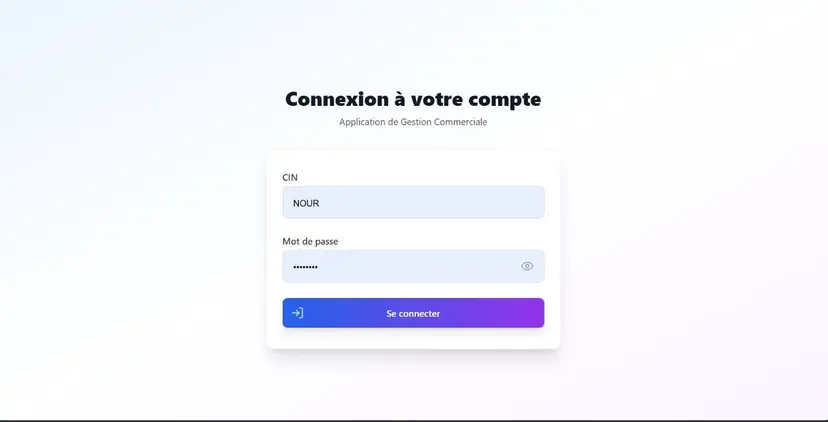 Connexion à votre compte
Application de Gestion Commerciale
CIN
NOUR
Mot de passe
••••••••
Se connecter